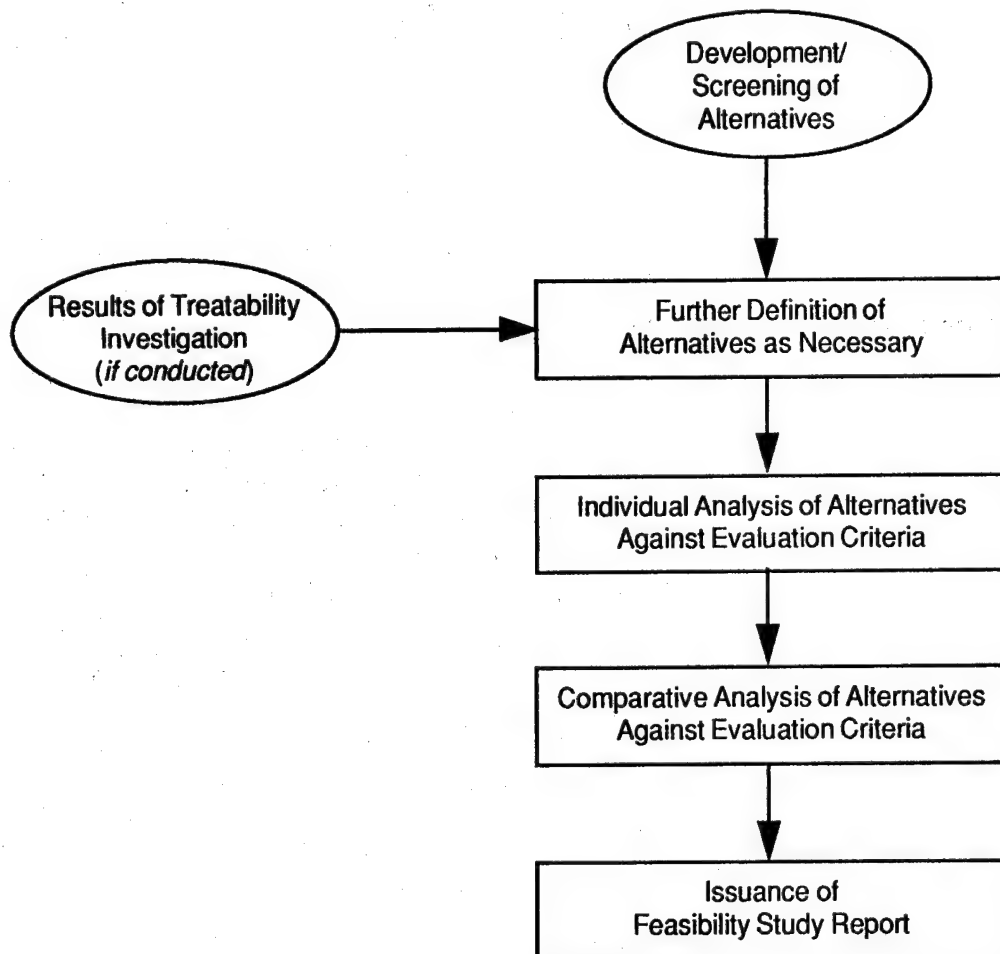 Development/
Screening of
Alternatives
Results of Treatability
Investigation
(if conducted)
Further Definition of
Alternatives as Necessary
Individual Analysis of Alternatives
Against Evaluation Criteria
Comparative Analysis of Alternatives
Against Evaluation Criteria
Issuance of
Feasibility Study Report